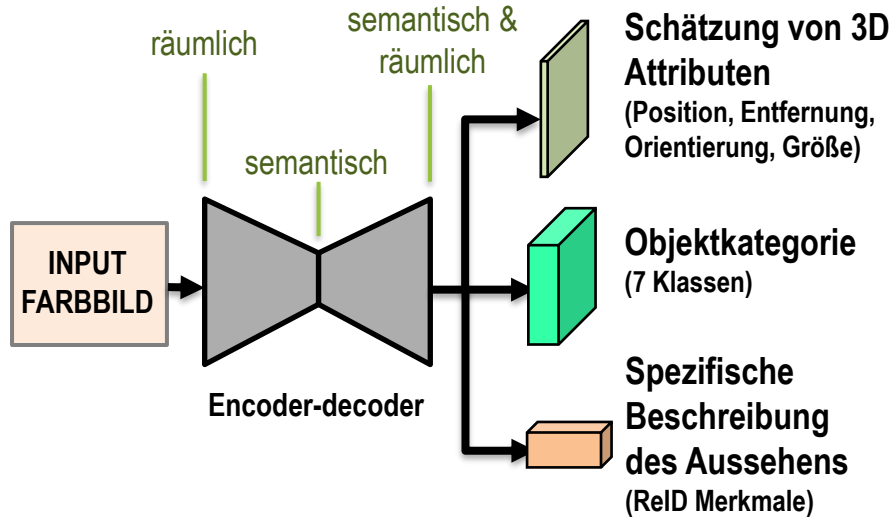 räumlich
semantisch &
räumlich
semantisch
INPUT
FARBBILD
Encoder-decoder
Schätzung von 3D
Attributen
(Position, Entfernung,
Orientierung, Größe)
Objektkategorie
(7 Klassen)
Spezifische
Beschreibung
des Aussehens
(ReID Merkmale)